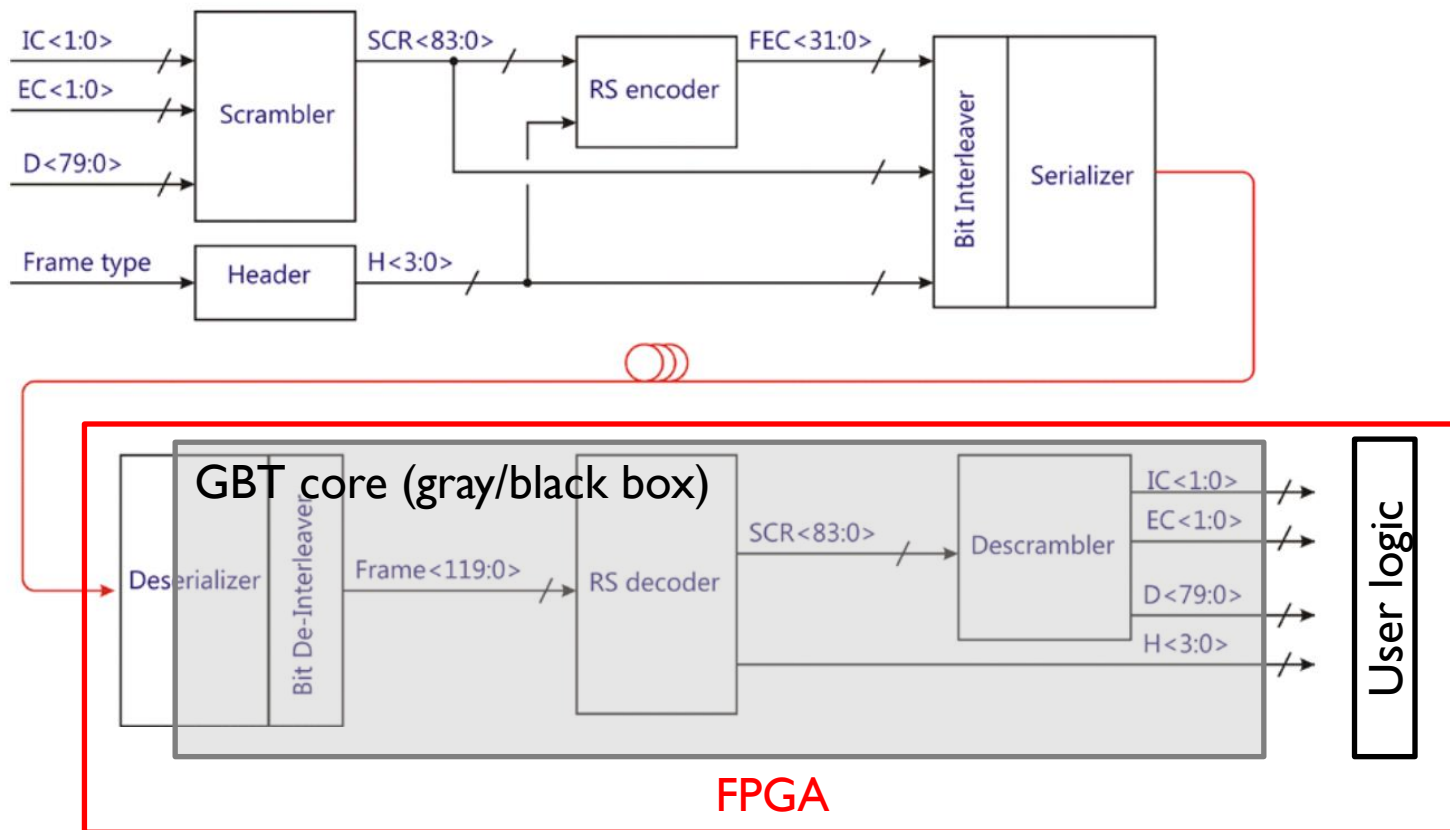 IC<1:0>
EC<1:0>
D<79:0>
Frame type
Scrambler
Header
SCR<83:0>
H<3:0>
RS encoder
FEC<31:0>
Bit Interleaver
Serializer
GBT core (gray/black box)
Deserializer
Bit De-Interleaver
Frame<119:0>
RS decoder
SCR<83:0>
Descrambler
IC<1:0>
EC<1:0>
D<79:0>
H<3:0>
User logic
FPGA